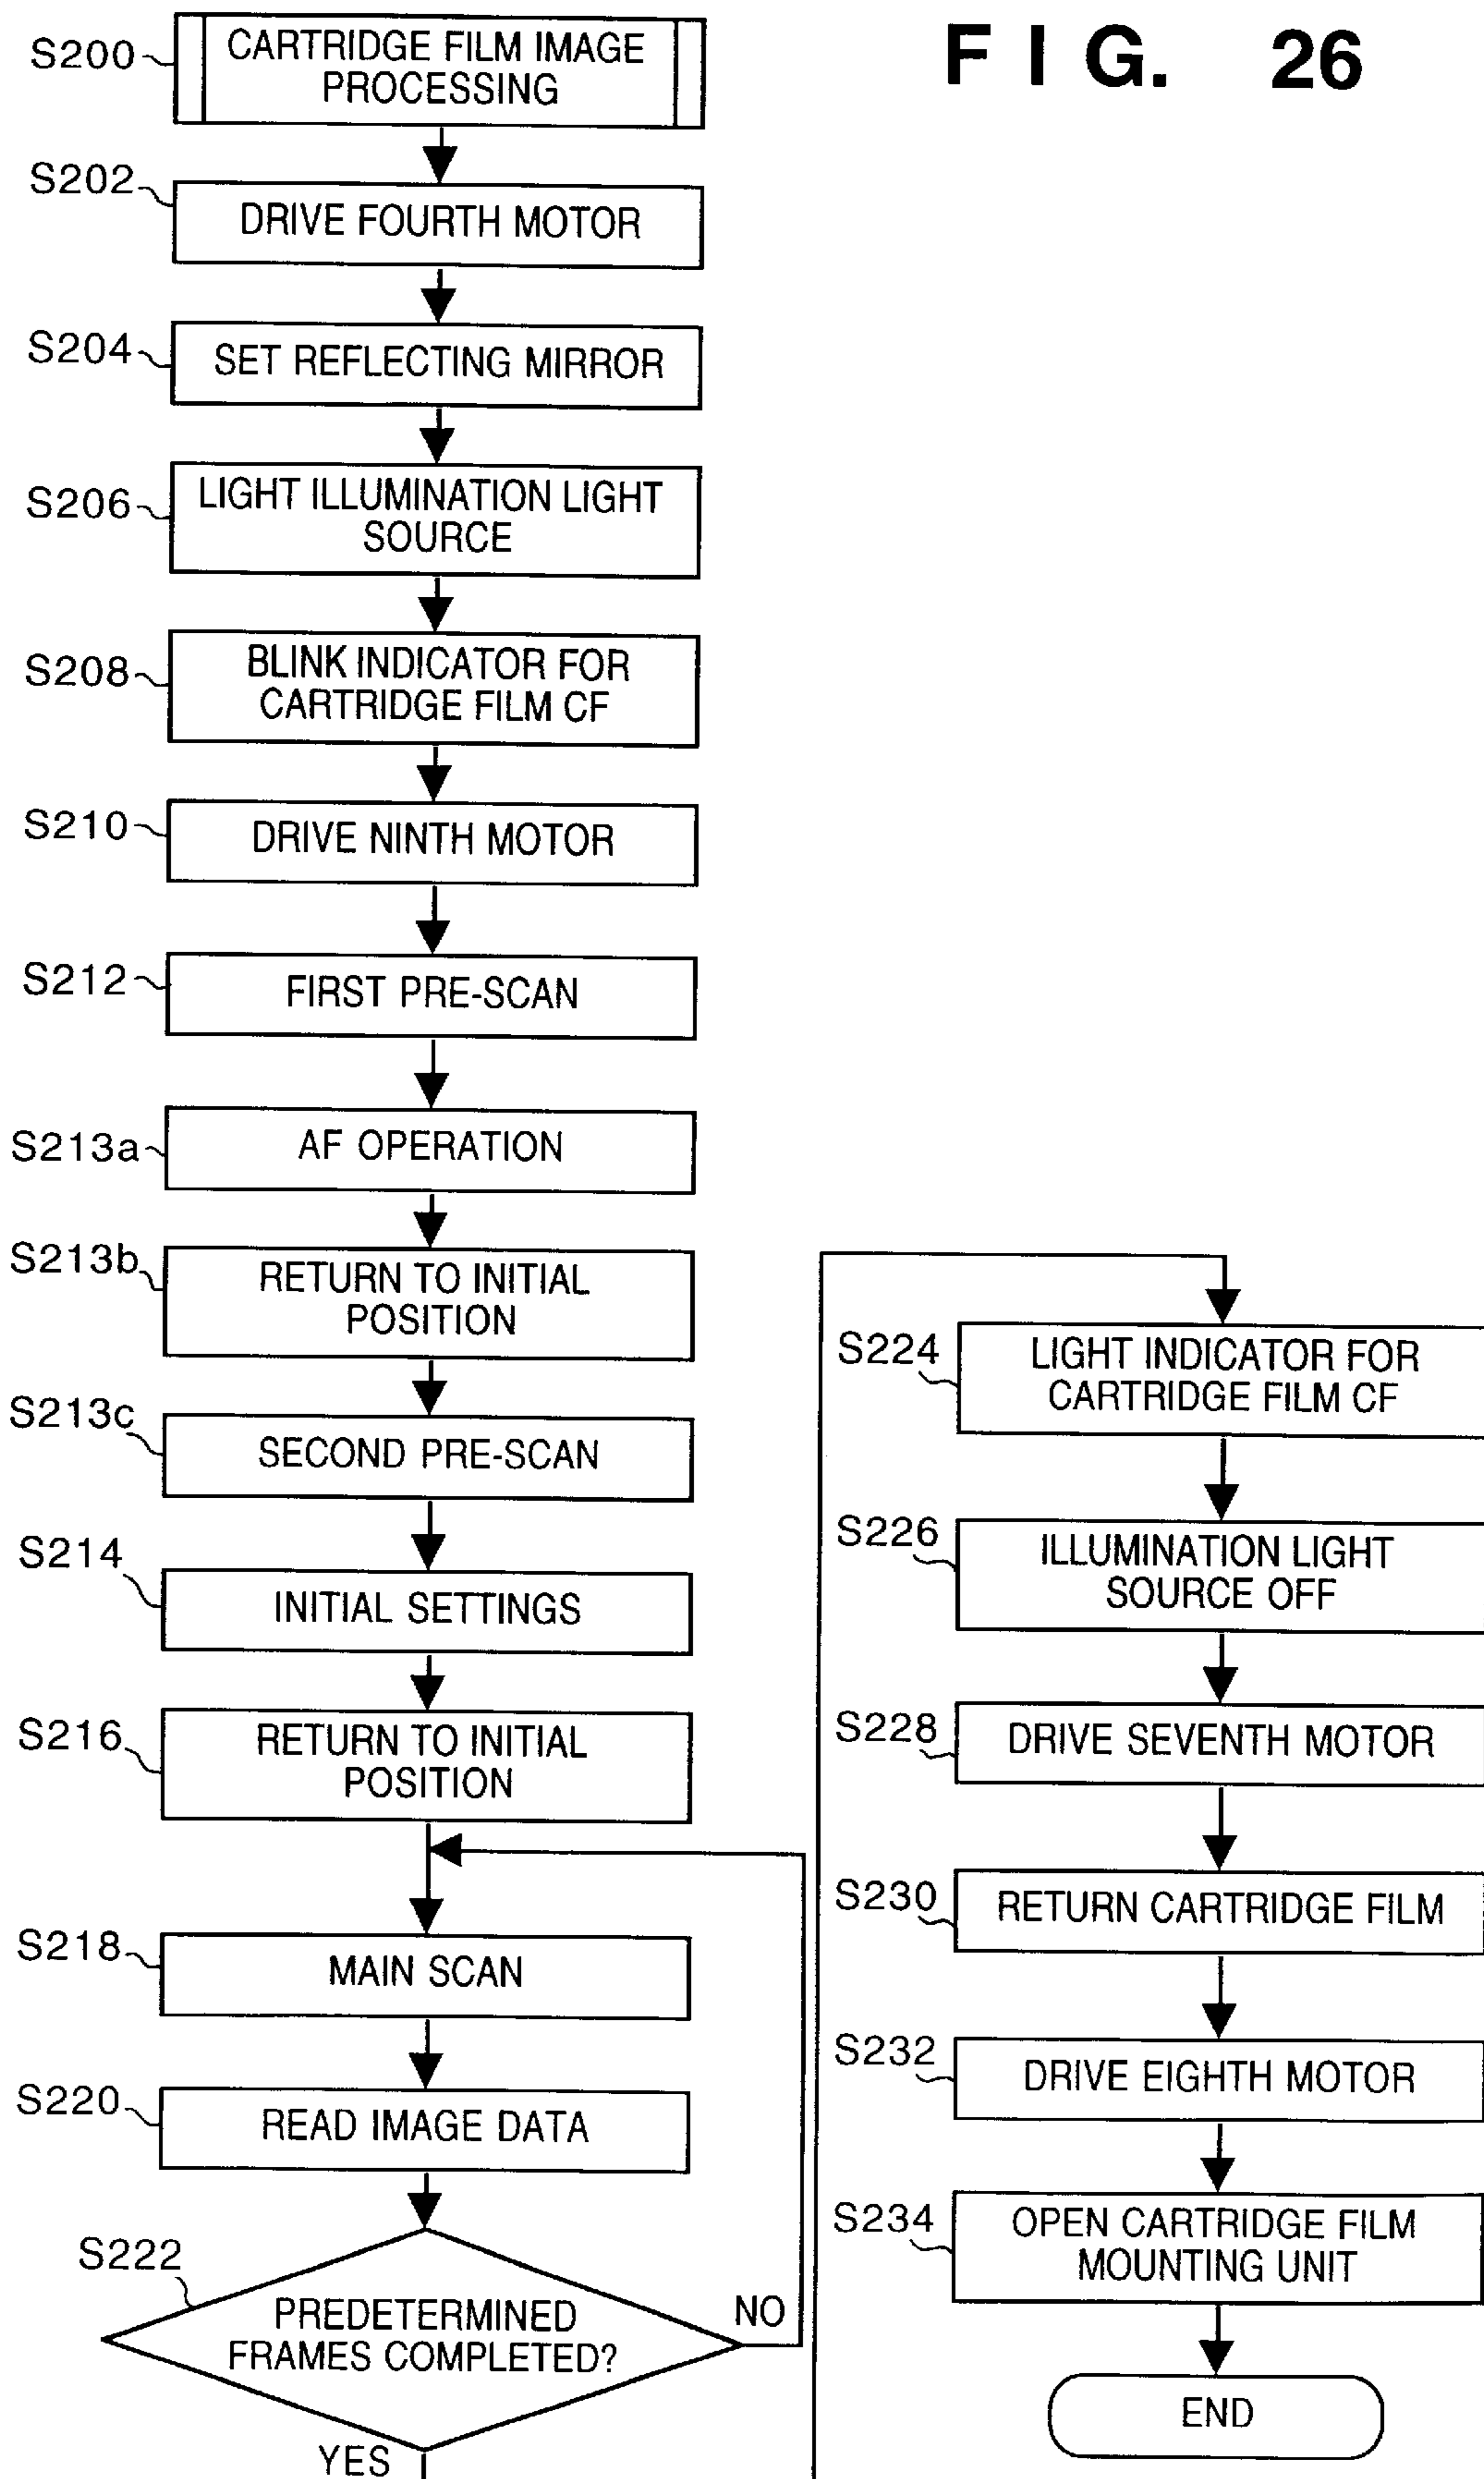 FIG. 26
S200
CARTRIDGE FILM IMAGE
PROCESSING
S202
DRIVE FOURTH MOTOR
S204
SET REFLECTING MIRROR
S206
LIGHT ILLUMINATION LIGHT
SOURCE
S208
BLINK INDICATOR FOR
CARTRIDGE FILM CF
S210
DRIVE NINTH MOTOR
S212
FIRST PRE-SCAN
S213a
AF OPERATION
S213b
RETURN TO INITIAL
POSITION
S213c
SECOND PRE-SCAN
S214
INITIAL SETTINGS
S216
RETURN TO INITIAL
POSITION
S218
MAIN SCAN
S220
READ IMAGE DATA
S222
PREDETERMINED
FRAMES COMPLETED?
NO
YES
S224
LIGHT INDICATOR FOR
CARTRIDGE FILM CF
S226
ILLUMINATION LIGHT
SOURCE OFF
S228
DRIVE SEVENTH MOTOR
S230
RETURN CARTRIDGE FILM
S232
DRIVE EIGHTH MOTOR
S234
OPEN CARTRIDGE FILM
MOUNTING UNIT
END